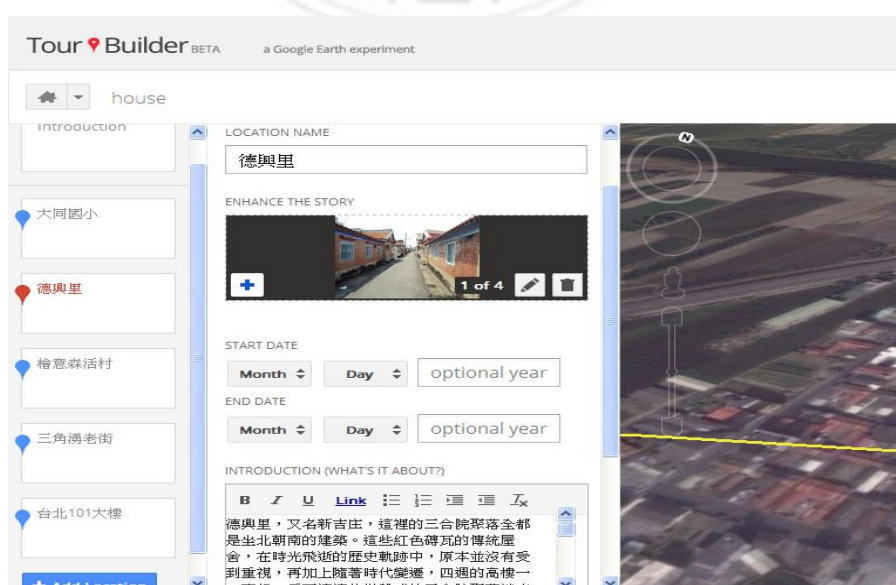 Tour Builder BETA a Google Earth experiment
house
Introduction
大同國小
德興里
檜意森活村
三角湧老街
台北101大樓
+ Add Location
LOCATION NAME
德興里
ENHANCE THE STORY
1 of 4
START DATE
Month Day optional year
END DATE
Month Day optional year
INTRODUCTION (WHAT'S IT ABOUT?)
B I U Link Tx
德興里，又名新吉庄，這裡的三合院聚落全都
是坐北朝南的建築。這些紅色磚瓦的傳統屋
舍，在時光飛逝的歷史軌跡中，原本並沒有受
到重視，再加上隨著時代變遷，四週的高樓一
N